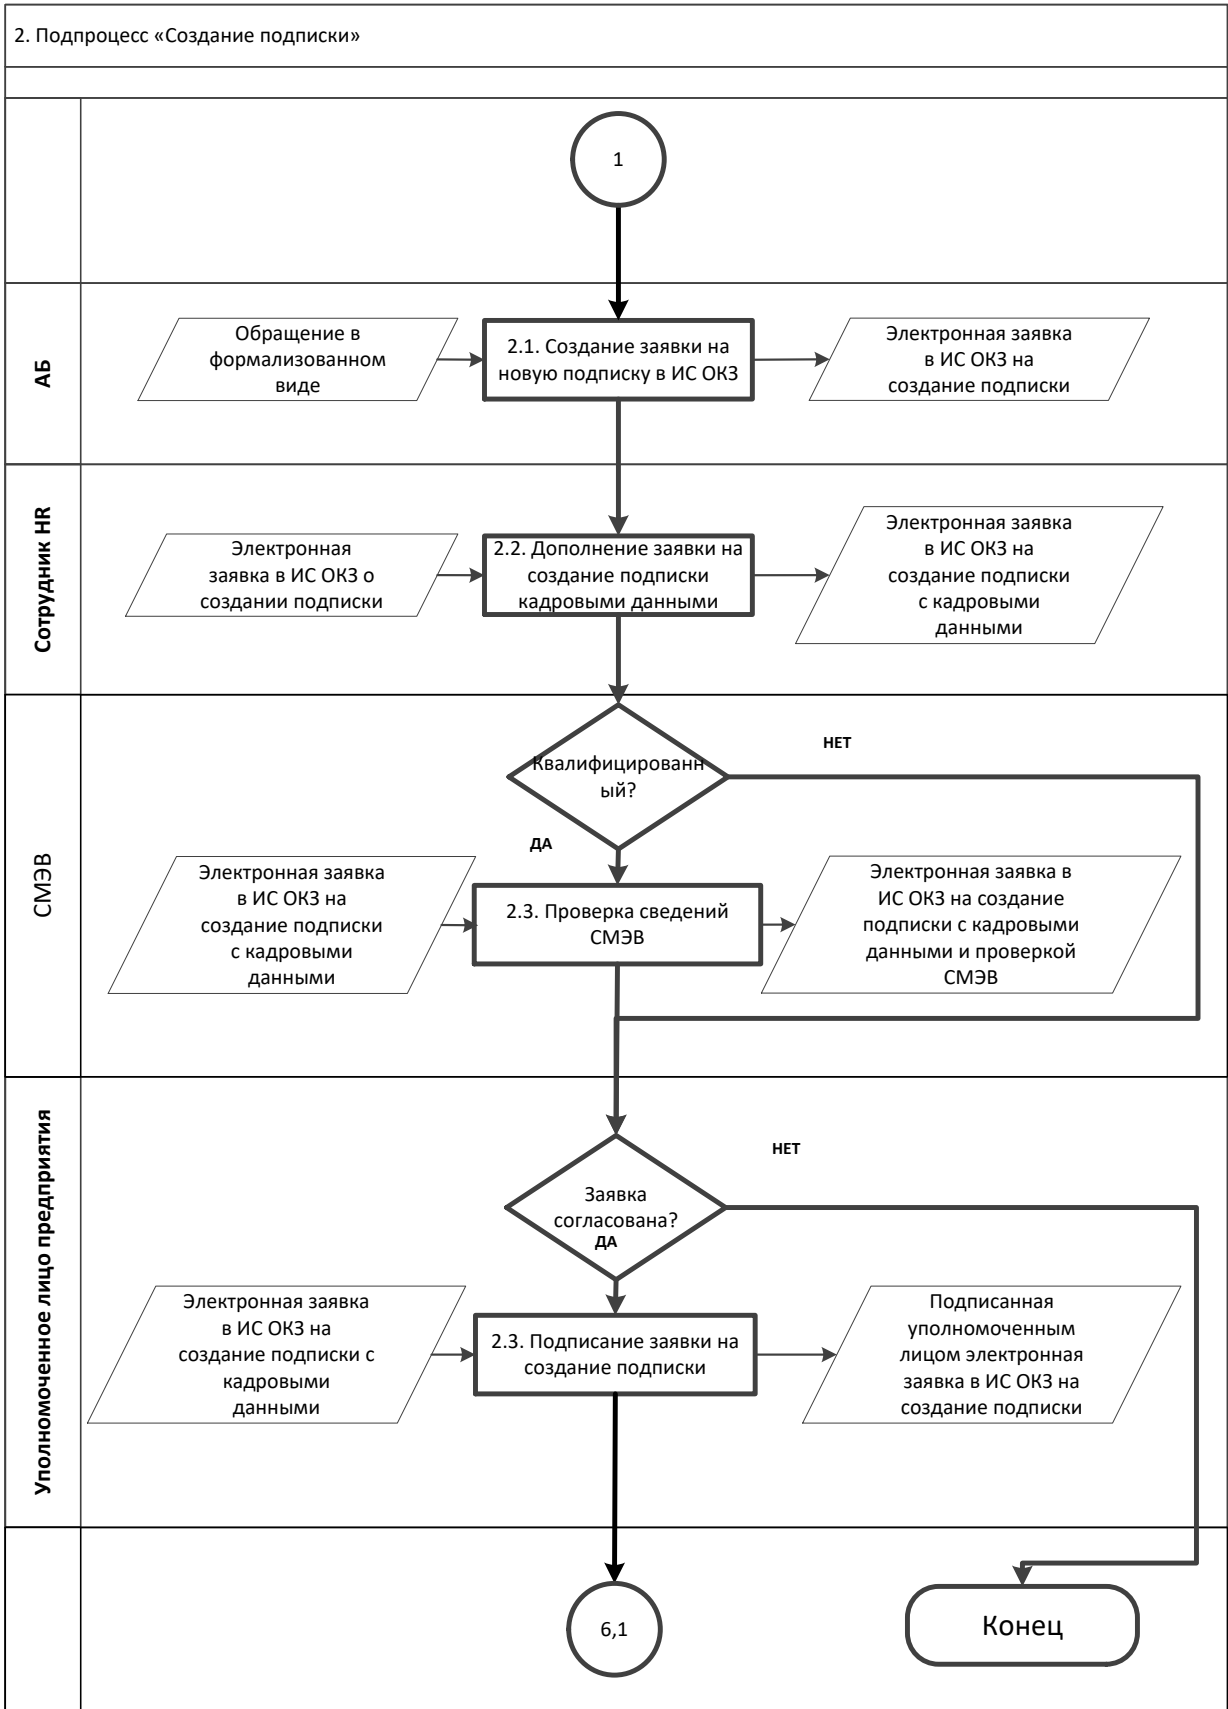 2. Подпроцесс «Создание подписки»
1
АБ
Обращение в
формализованном
виде
2.1. Создание заявки на
новую подписку в ИС ОКЗ
Электронная заявка
в ИС ОКЗ на
создание подписки
Сотрудник HR
Электронная
заявка в ИС ОКЗ о
создании подписки
2.2. Дополнение заявки на
создание подписки
кадровыми данными
Электронная заявка
в ИС ОКЗ на
создание подписки
с кадровыми
данными
СМЭВ
Квалифицированн
ый?
НЕТ
ДА
Электронная заявка
в ИС ОКЗ на
создание подписки
с кадровыми
данными
2.3. Проверка сведений
СМЭВ
Электронная заявка в
ИС ОКЗ на создание
подписки с кадровыми
данными и проверкой
СМЭВ
Уполномоченное лицо предприятия
Заявка
согласована?
НЕТ
ДА
Электронная заявка
в ИС ОКЗ на
создание подписки с
кадровыми
данными
2.3. Подписание заявки на
создание подписки
Подписанная
уполномоченным
лицом электронная
заявка в ИС ОКЗ на
создание подписки
6,1
Конец